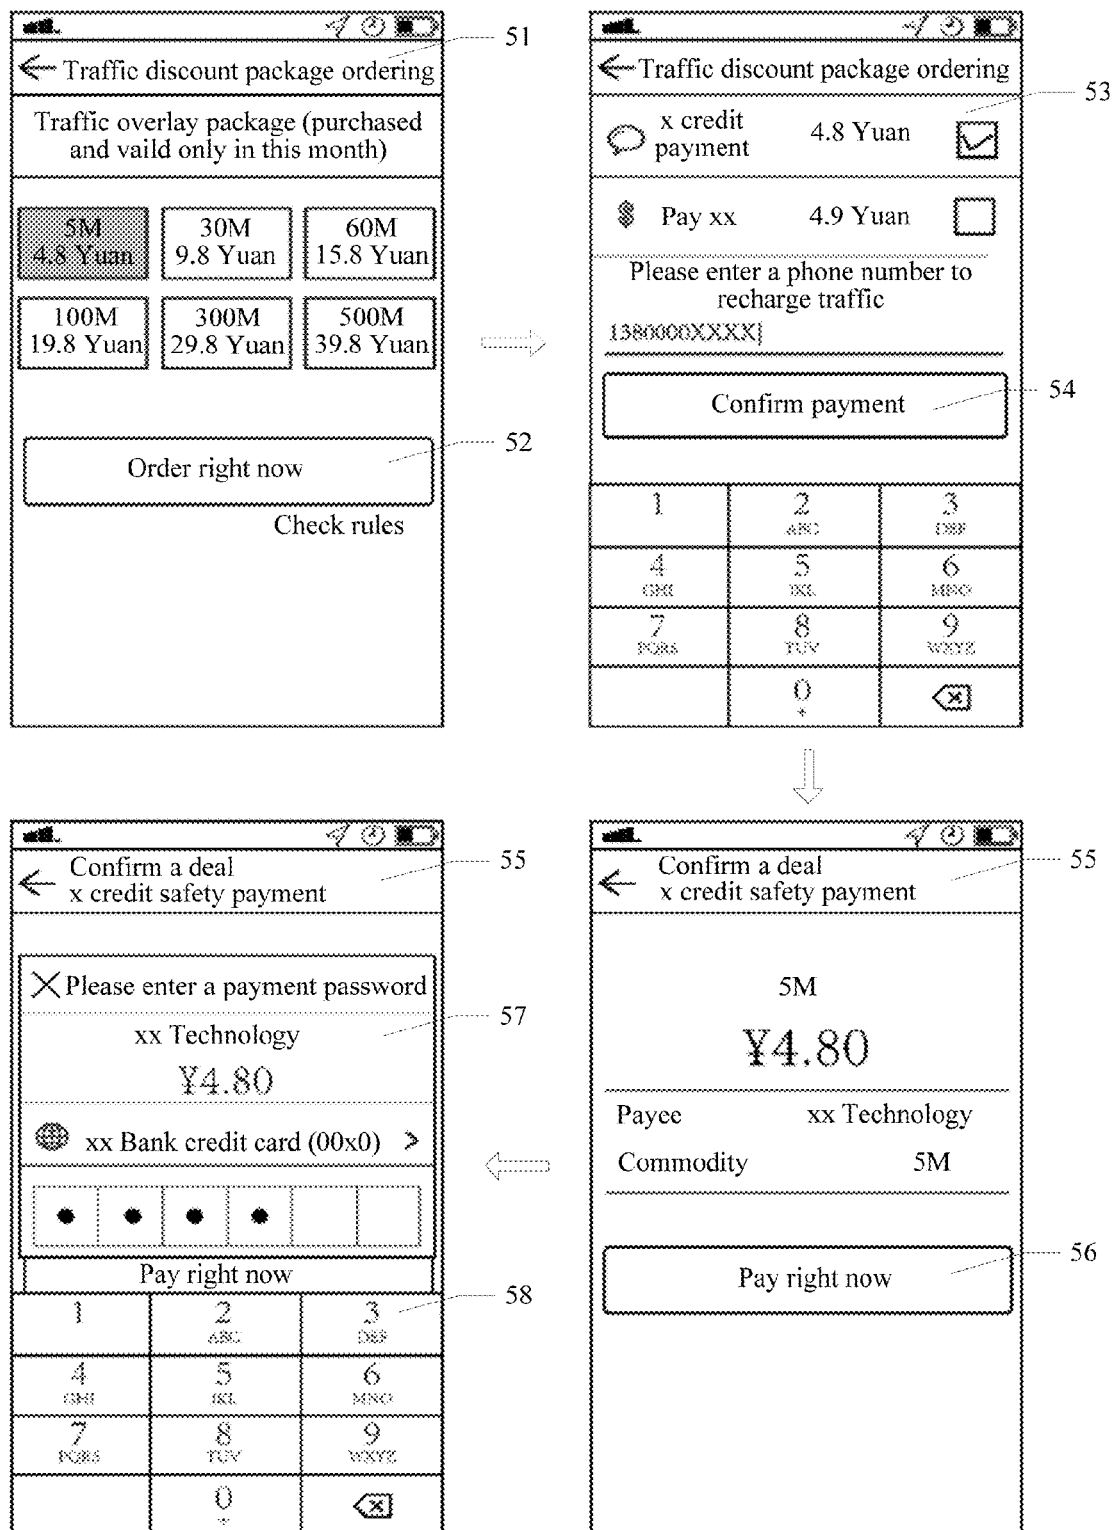 Traffic discount package ordering
51
Traffic overlay package (purchased
and vaild only in this month)
5M
4.8 Yuan
30M
9.8 Yuan
60M
15.8 Yuan
100M
19.8 Yuan
300M
29.8 Yuan
500M
39.8 Yuan
Order right now
52
Check rules
Traffic discount package ordering
x credit
payment
4.8 Yuan
53
Pay xx
4.9 Yuan
Please enter a phone number to
recharge traffic
1380000XXXX
Confirm payment
54
1
2
ABC
3
DEF
4
GHI
5
JKL
6
MNO
7
PQRS
8
TUV
9
WXYZ
0
+
Confirm a deal
x credit safety payment
55
Please enter a payment password
xx Technology
57
¥4.80
xx Bank credit card (00x0) >
Pay right now
1
2
ABC
3
DEF
58
4
GHI
5
JKL
6
MNO
7
PQRS
8
TUV
9
WXYZ
0
+
Confirm a deal
x credit safety payment
55
5M
¥4.80
Payee
xx Technology
Commodity
5M
Pay right now
56